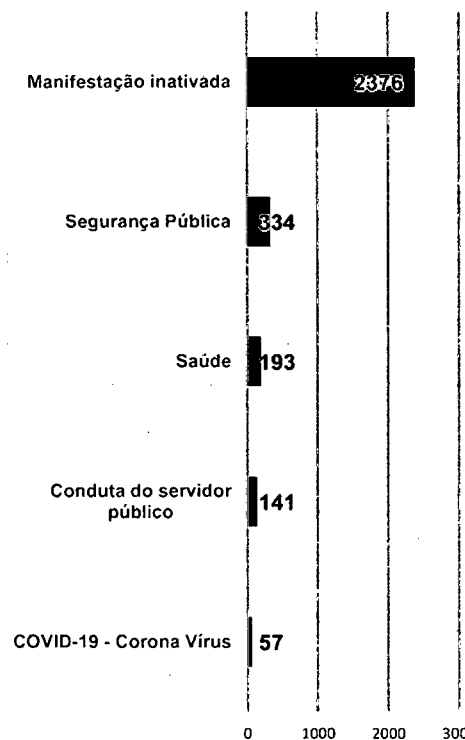 Manifestação inativada
2376
Segurança Pública
334
Saúde
193
Conduta do servidor
público
141
COVID-19 - Corona Vírus
57
0 1000 2000 300